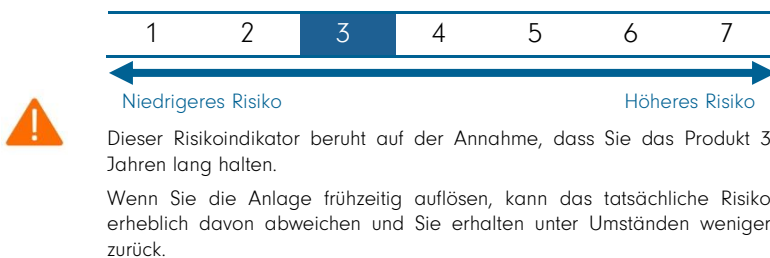 1 2 3 4 5 6 7
Niedrigeres Risiko Höheres Risiko
Dieser Risikoindikator beruht auf der Annahme, dass Sie das Produkt 3
Jahren lang halten.
Wenn Sie die Anlage frühzeitig auflösen, kann das tatsächliche Risiko
erheblich davon abweichen und Sie erhalten unter Umständen weniger
zurück.